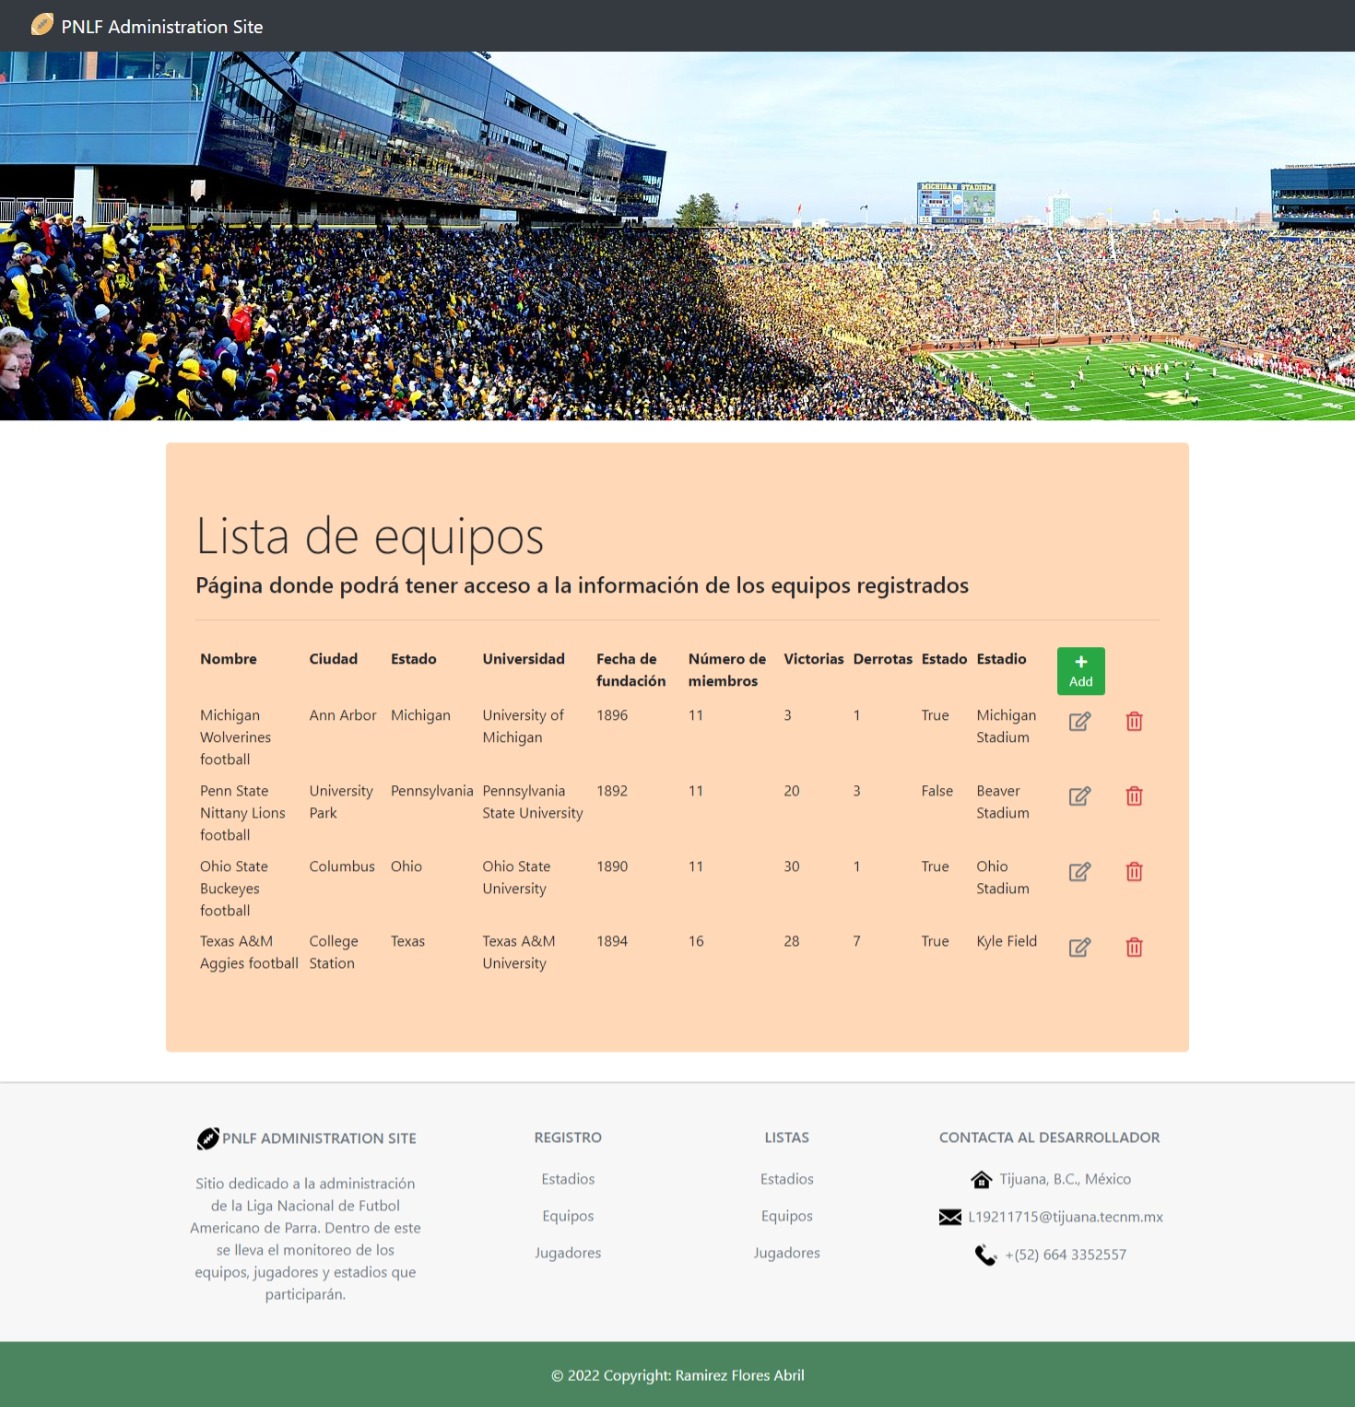 PNLF Administration Site
MICHIGAN STADIUM
Lista de equipos
Página donde podrá tener acceso a la información de los equipos registrados
Nombre Ciudad Estado Universidad Fecha de fundación Número de miembros Victorias Derrotas Estado Estadio Add
Michigan Wolverines football Ann Arbor Michigan University of Michigan 1896 11 3 1 True Michigan Stadium
Penn State Nittany Lions football University Park Pennsylvania Pennsylvania State University 1892 11 20 3 False Beaver Stadium
Ohio State Buckeyes football Columbus Ohio Ohio State University 1890 11 30 1 True Ohio Stadium
Texas A&M Aggies football College Station Texas Texas A&M University 1894 16 28 7 True Kyle Field
PNLF ADMINISTRATION SITE
Sitio dedicado a la administración
de la Liga Nacional de Futbol
Americano de Parra. Dentro de este
se lleva el monitoreo de los
equipos, jugadores y estadios que
participarán.
REGISTRO
Estadios
Equipos
Jugadores
LISTAS
Estadios
Equipos
Jugadores
CONTACTA AL DESARROLLADOR
Tijuana, B.C., México
L19211715@tijuana.tecnm.mx
+(52) 664 3352557
© 2022 Copyright: Ramirez Flores Abril